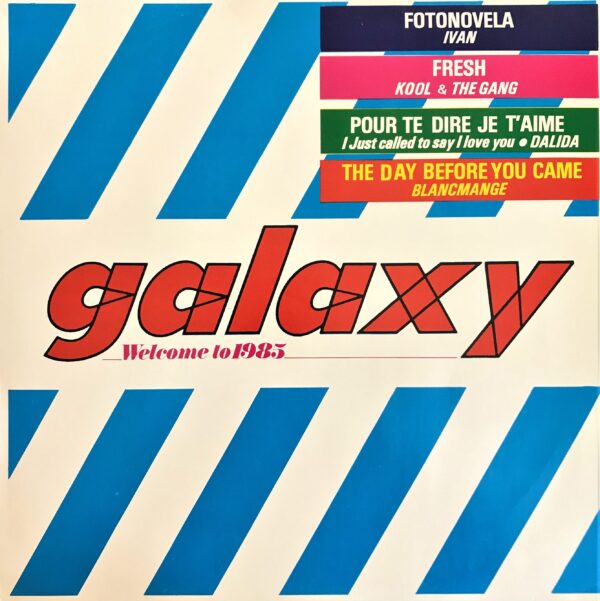 FOTONOVELA
IVAN
FRESH
KOOL & THE GANG
POUR TE DIRE JE T'AIME
I Just called to say I love you • DALIDA
THE DAY BEFORE YOU CAME
BLANCMANGE
galaxy
Welcome to 1985